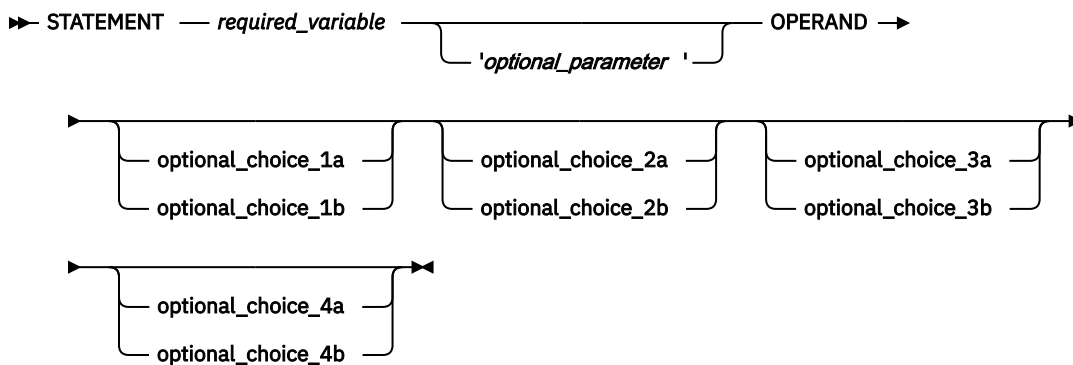 STATEMENT required_variable OPERAND
'optional_parameter '
optional_choice_1a optional_choice_2a optional_choice_3a
optional_choice_1b optional_choice_2b optional_choice_3b
optional_choice_4a
optional_choice_4b